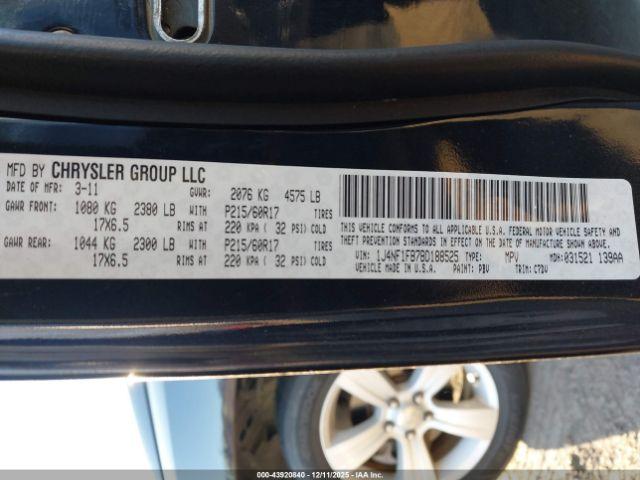 MFD BY CHRYSLER GROUP LLC
DATE OF MFR: 3-11 GVWR: 2076 KG 4575 LB
GAWR FRONT: 1080 KG 2380 LB WITH P215/60R17 TIRES
17X6.5 RIMS AT 220 KPA ( 32 PSI) COLD
GAWR REAR: 1044 KG 2300 LB WITH P215/60R17 TIRES
17X6.5 RIMS AT 220 KPA ( 32 PSI) COLD
THIS VEHICLE CONFORMS TO ALL APPLICABLE U.S.A. FEDERAL MOTOR VEHICLE
SAFETY, BUMPER, AND THEFT PREVENTION STANDARDS IN EFFECT ON THE DATE OF MANUFACTURE SHOWN ABOVE.
VIN: 1J4NF1FB7BD188525 TYPE: MPV MDH: 031521 139AA
VEHICLE MADE IN U.S.A. PAINT: PBV TRIM: C7DV
000-43920840 - 12/11/2025 - IAAI.COM